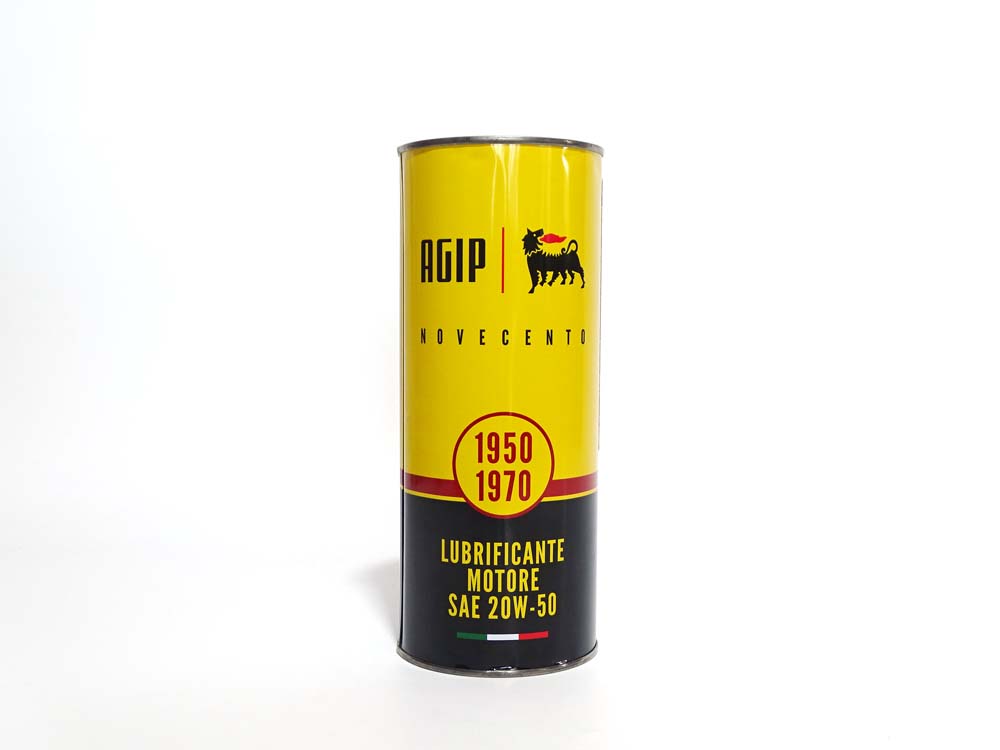 AGIP
NOVECENTO
1950
1970
LUBRIFICANTE
MOTORE
SAE 20W-50